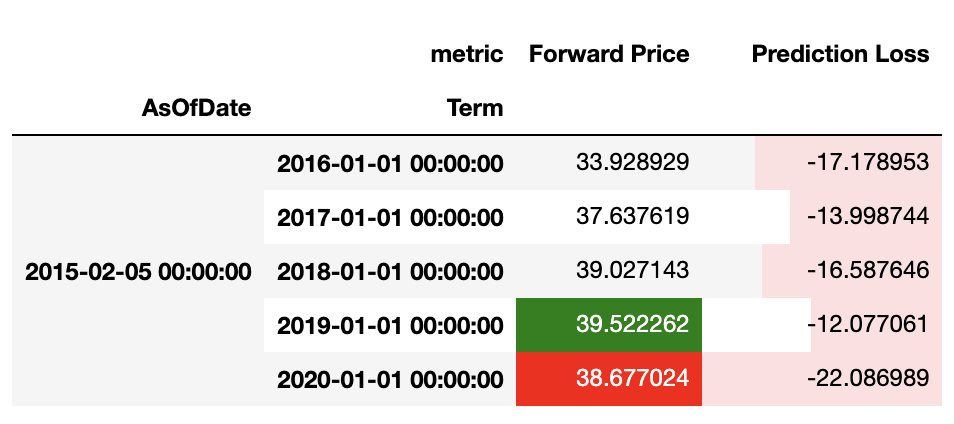 metric Forward Price Prediction Loss
AsOfDate Term
2016-01-01 00:00:00 33.928929 -17.178953
2017-01-01 00:00:00 37.637619 -13.998744
2015-02-05 00:00:00 2018-01-01 00:00:00 39.027143 -16.587646
2019-01-01 00:00:00 39.522262 -12.077061
2020-01-01 00:00:00 38.677024 -22.086989